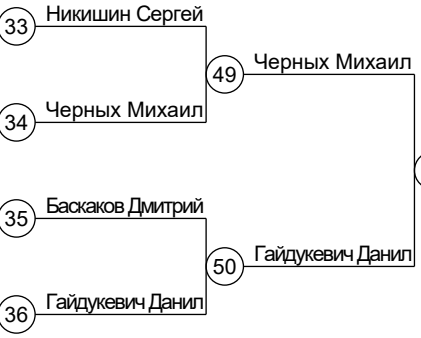 33 Никишин Сергей
49 Черных Михаил
34 Черных Михаил
35 Баскаков Дмитрий
50 Гайдукевич Данил
36 Гайдукевич Данил